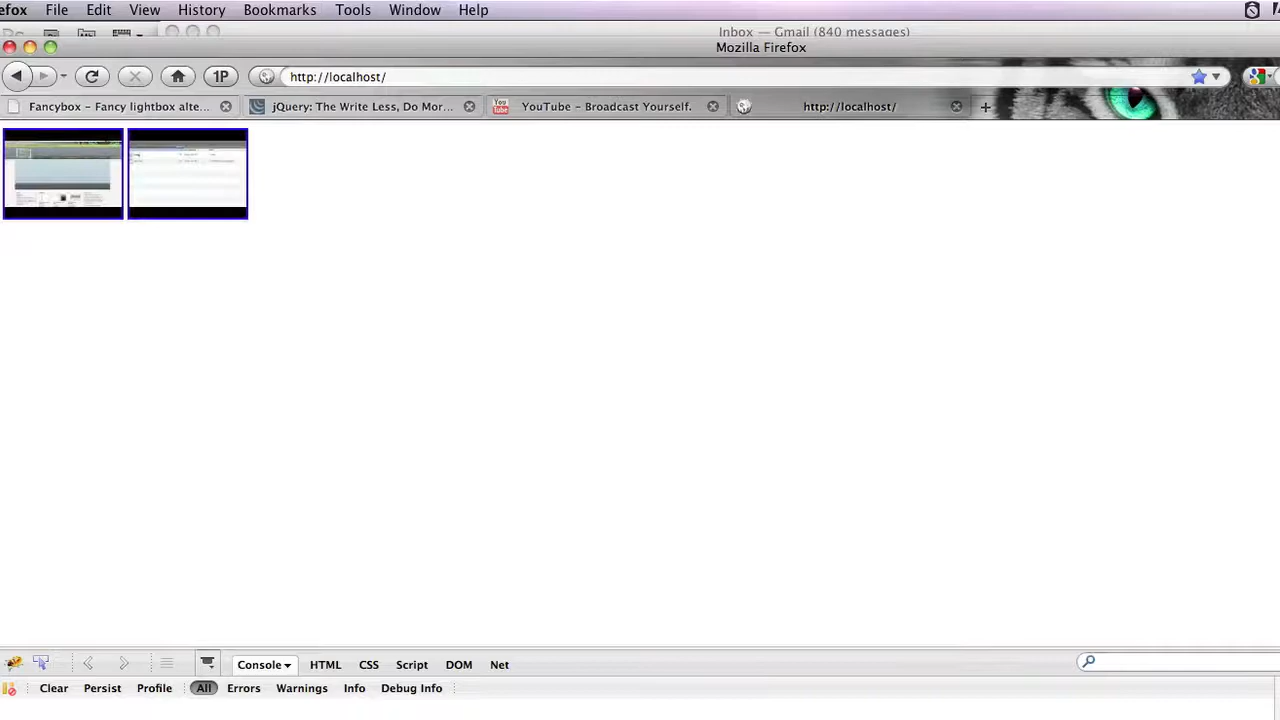 efox File Edit View History Bookmarks Tools Window Help
Inbox — Gmail (840 messages)
Mozilla Firefox
1P http://localhost/
Fancybox – Fancy lightbox alte... jQuery: The Write Less, Do Mor... You Tube YouTube – Broadcast Yourself. http://localhost/
Console HTML CSS Script DOM Net
Clear Persist Profile All Errors Warnings Info Debug Info